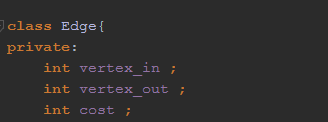 class Edge{
private:
int vertex_in ;
int vertex_out ;
int cost ;